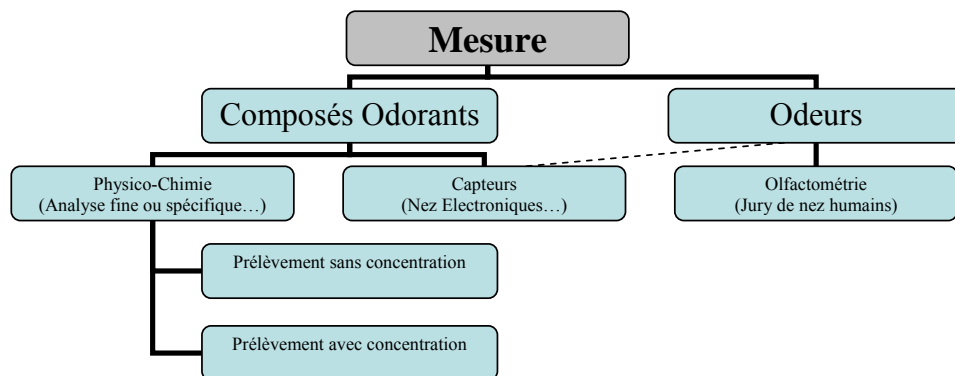 Mesure
Composés Odorants
Odeurs
Physico-Chimie
(Analyse fine ou spécifique…)
Capteurs
(Nez Electroniques…)
Olfactométrie
(Jury de nez humains)
Prélèvement sans concentration
Prélèvement avec concentration